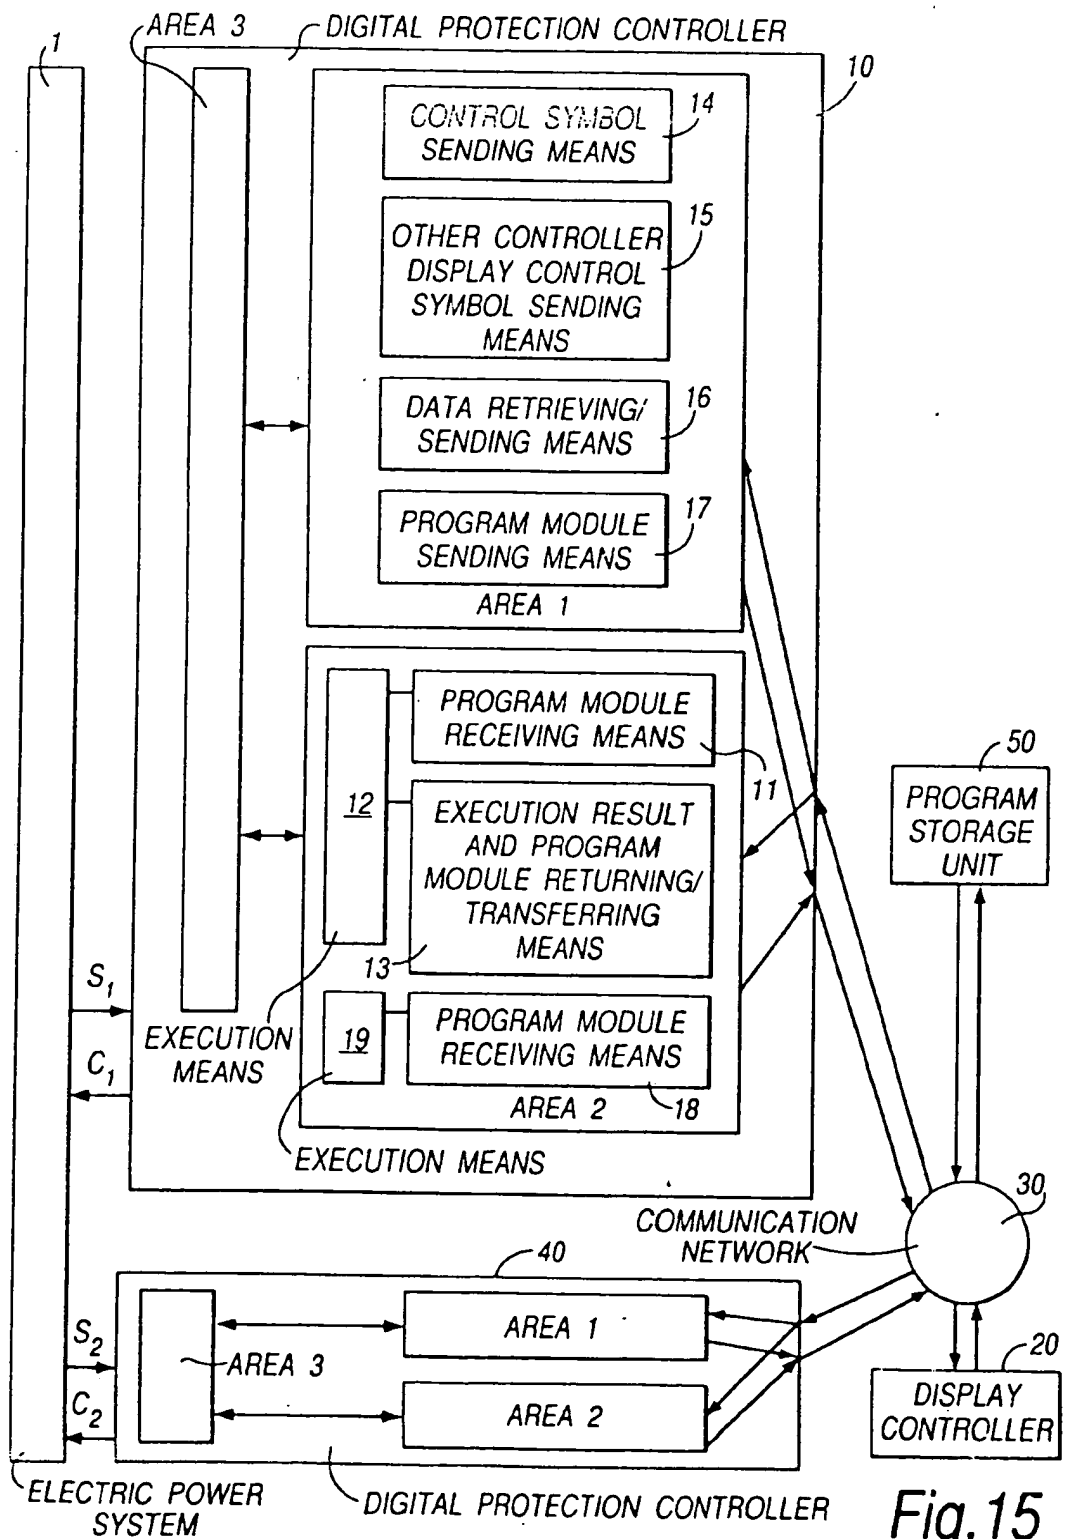 1
AREA 3
DIGITAL PROTECTION CONTROLLER
10
CONTROL SYMBOL
SENDING MEANS
14
OTHER CONTROLLER
DISPLAY CONTROL
SYMBOL SENDING
MEANS
15
DATA RETRIEVING/
SENDING MEANS
16
PROGRAM MODULE
SENDING MEANS
17
AREA 1
12
PROGRAM MODULE
RECEIVING MEANS
11
EXECUTION RESULT
AND PROGRAM
MODULE RETURNING/
TRANSFERRING
MEANS
13
EXECUTION
MEANS
19
PROGRAM MODULE
RECEIVING MEANS
18
AREA 2
EXECUTION MEANS
S1
C1
50
PROGRAM
STORAGE
UNIT
30
COMMUNICATION
NETWORK
40
AREA 1
AREA 3
AREA 2
S2
C2
20
DISPLAY
CONTROLLER
ELECTRIC POWER
SYSTEM
DIGITAL PROTECTION CONTROLLER
Fig.15